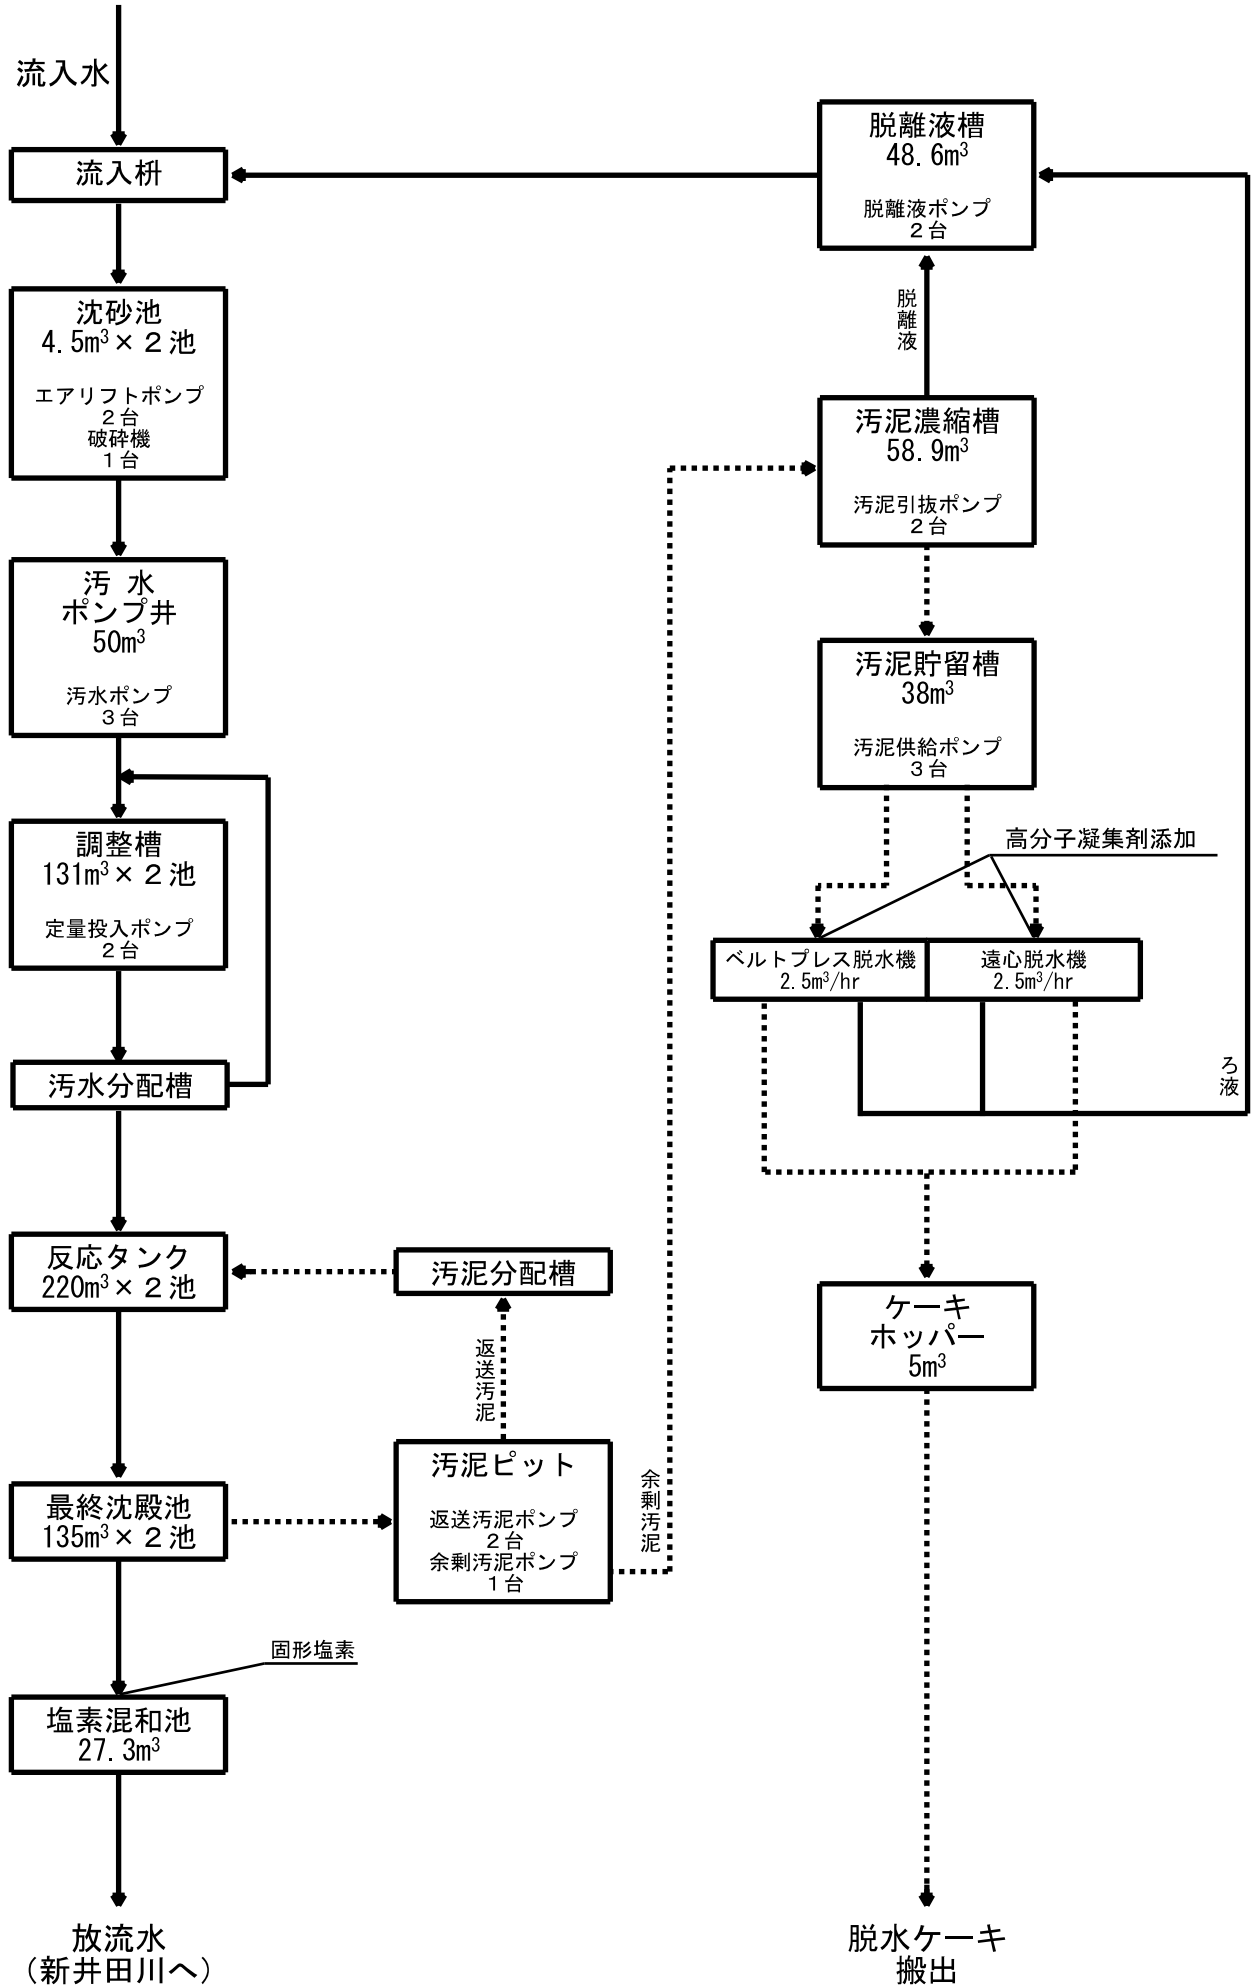 流入水
流入枡
沈砂池
4.5m³×２池
エアリフトポンプ
２台
破砕機
１台
汚 水
ポンプ井
50m³
汚水ポンプ
３台
調整槽
131m³×２池
定量投入ポンプ
２台
汚水分配槽
反応タンク
220m³×２池
最終沈殿池
135m³×２池
固形塩素
塩素混和池
27.3m³
放流水
（新井田川へ）
汚泥分配槽
返送汚泥
汚泥ピット
返送汚泥ポンプ
２台
余剰汚泥ポンプ
１台
余剰汚泥
脱離液槽
48.6m³
脱離液ポンプ
２台
脱離液
汚泥濃縮槽
58.9m³
汚泥引抜ポンプ
２台
汚泥貯留槽
38m³
汚泥供給ポンプ
３台
高分子凝集剤添加
ベルトプレス脱水機
2.5m³/hr
遠心脱水機
2.5m³/hr
ろ液
ケーキ
ホッパー
5m³
脱水ケーキ
搬出